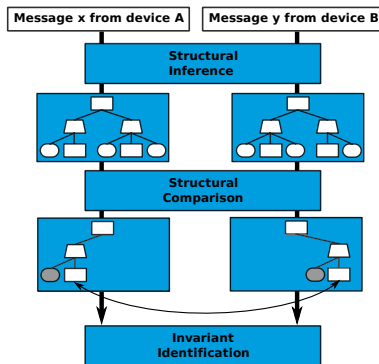 Message x from device A
Message y from device B
Structural
Inference
Structural
Comparison
Invariant
Identification